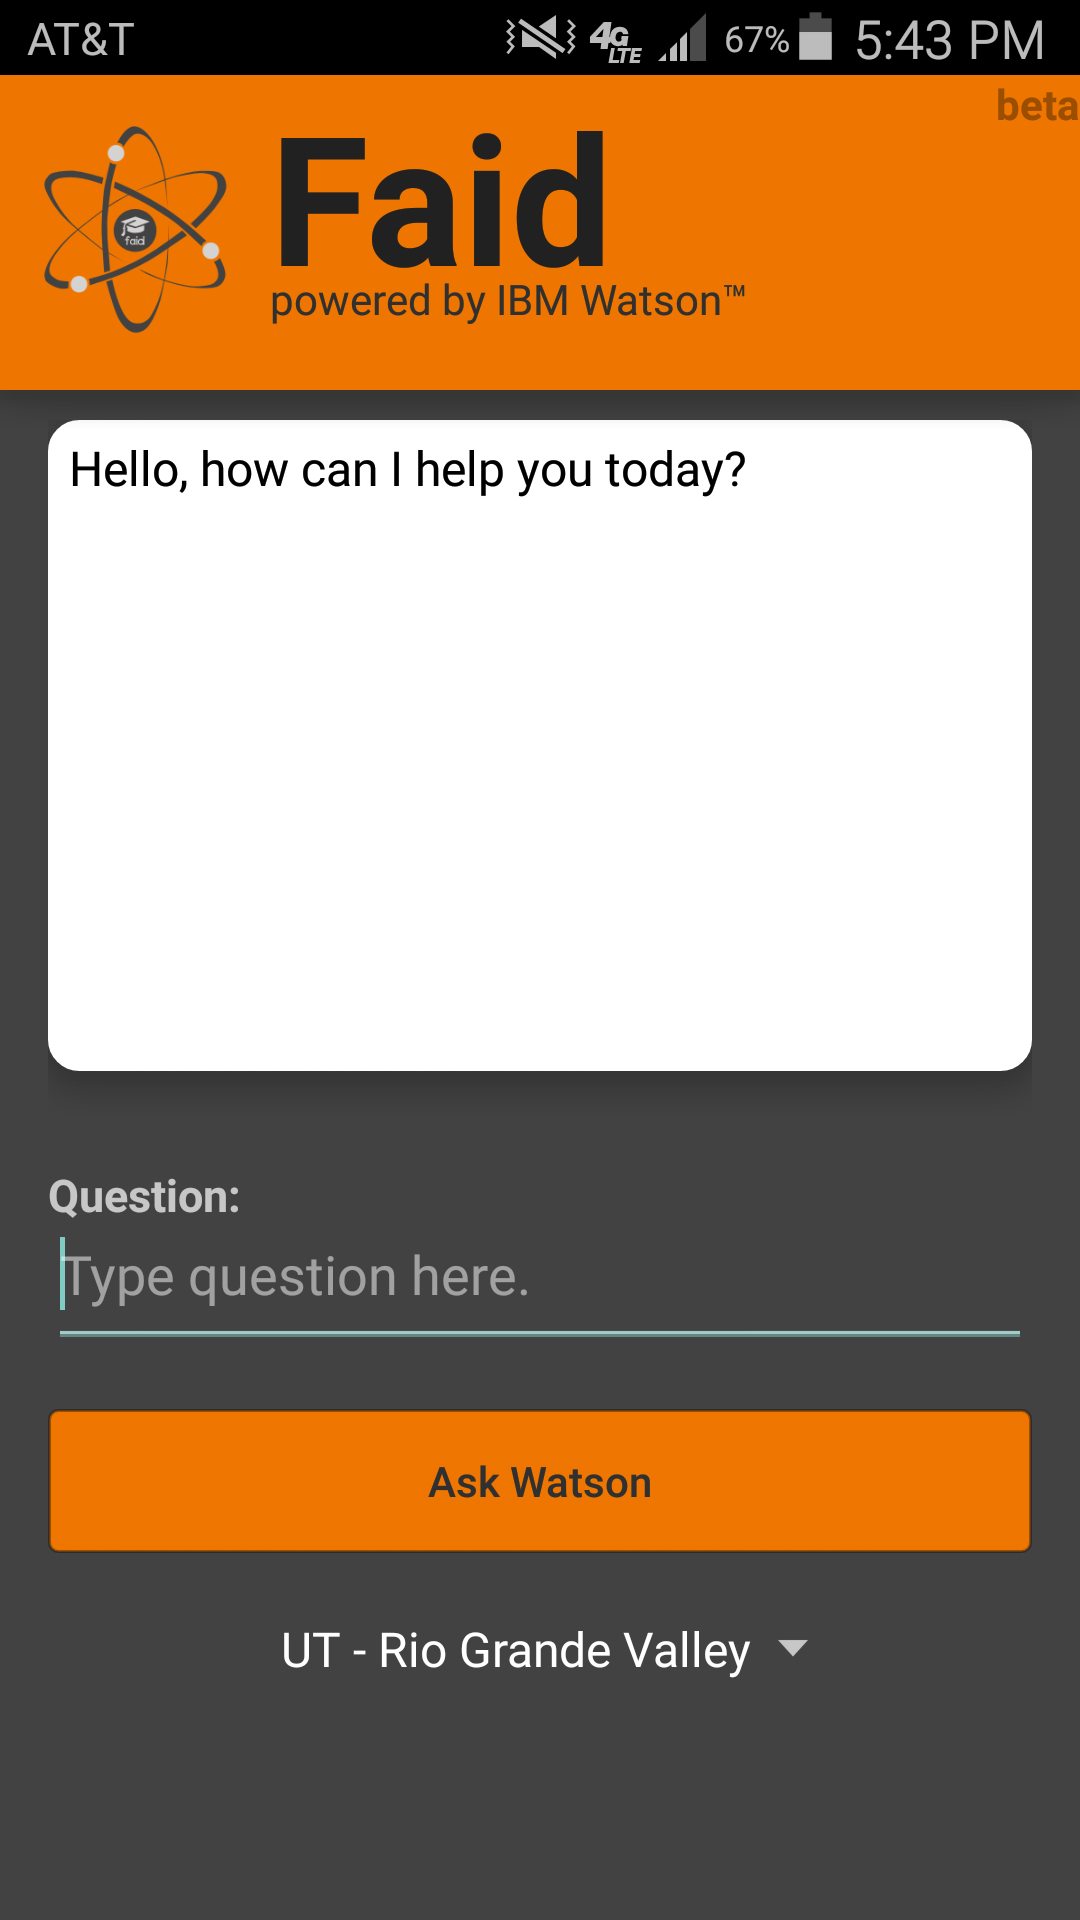 AT&T
4G LTE 67% 5:43 PM
beta
faid
Faid
powered by IBM Watson™
Hello, how can I help you today?
Question:
Type question here.
Ask Watson
UT - Rio Grande Valley